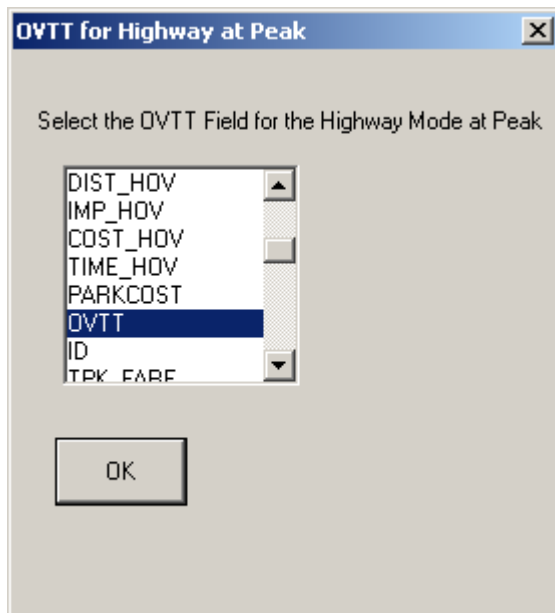 OVTT for Highway at Peak
Select the OVTT Field for the Highway Mode at Peak
DIST_HOV
IMP_HOV
COST_HOV
TIME_HOV
PARKCOST
OVTT
ID
TPK_FARE
OK